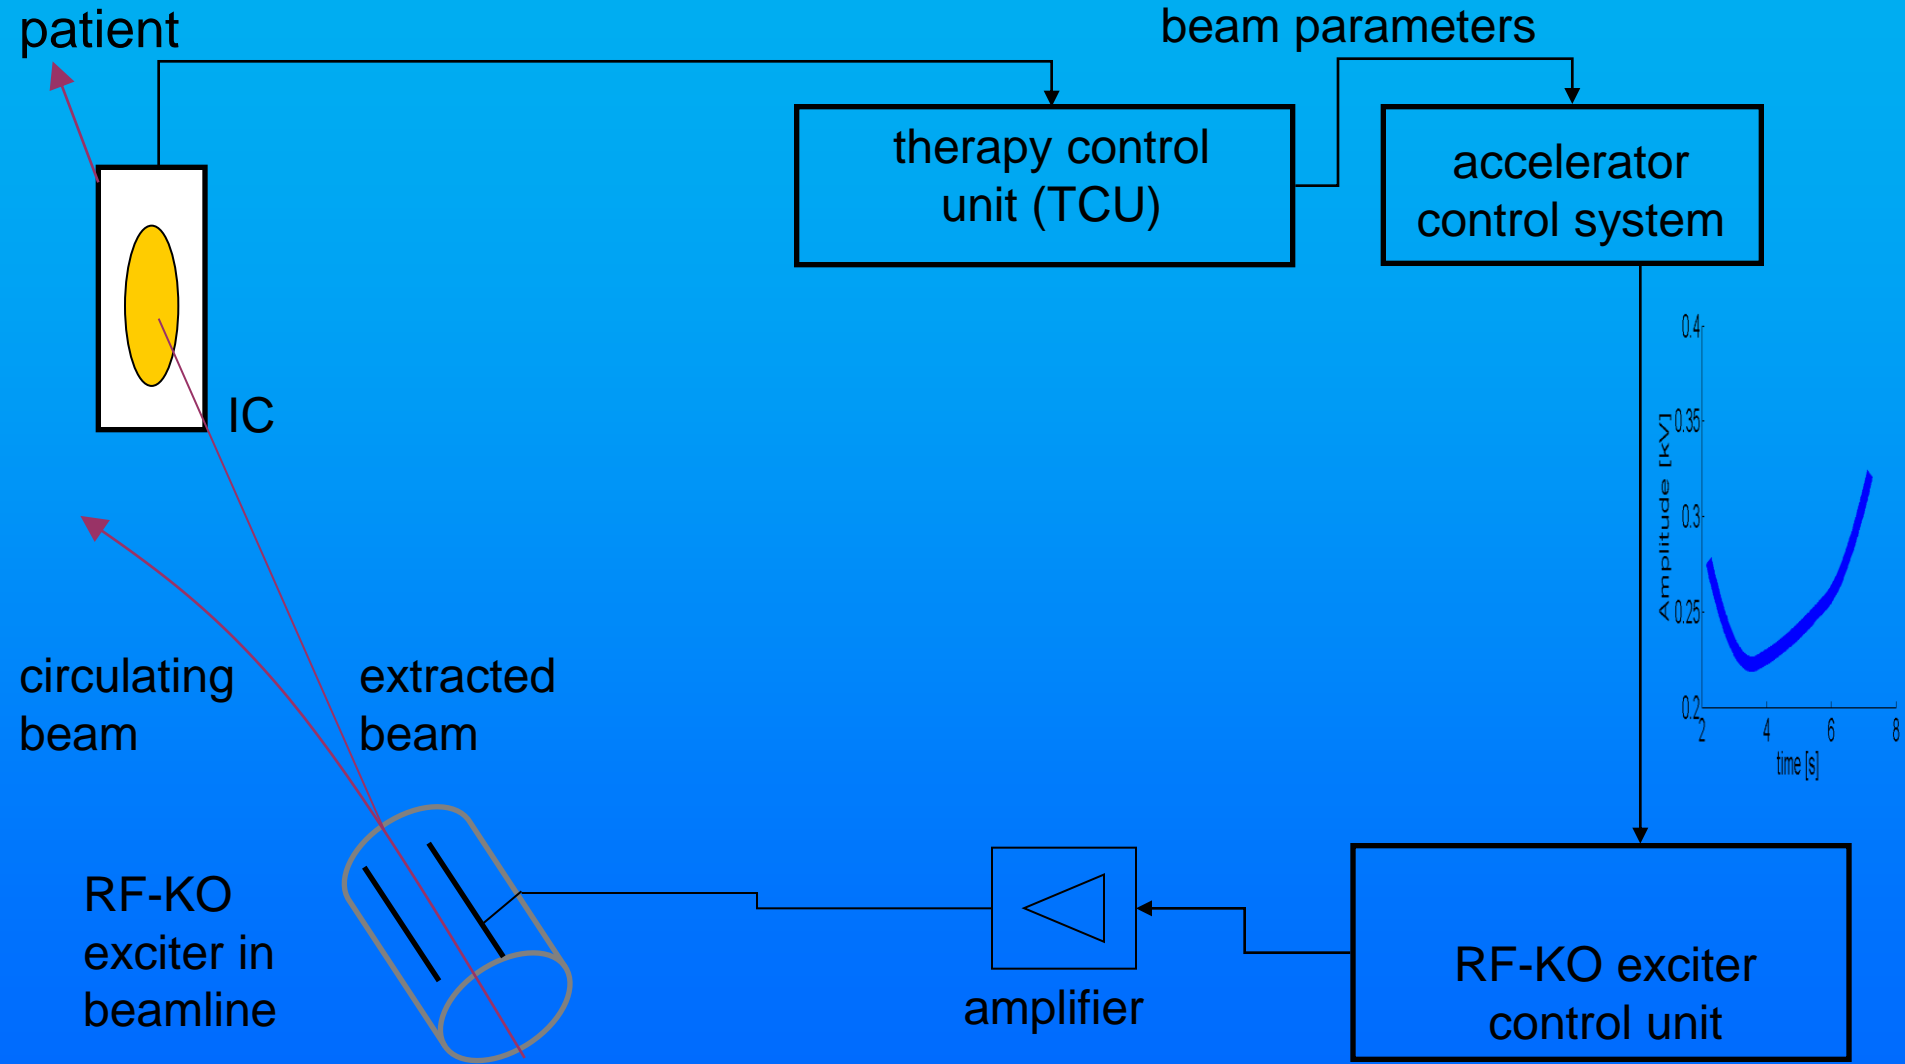 patient
beam parameters
therapy control
unit (TCU)
accelerator
control system
IC
0.4
0.35
0.3
0.25
0.2
Amplitude [kV]
2 4 6 8
time [s]
circulating
beam
extracted
beam
RF-KO
exciter in
beamline
amplifier
RF-KO exciter
control unit